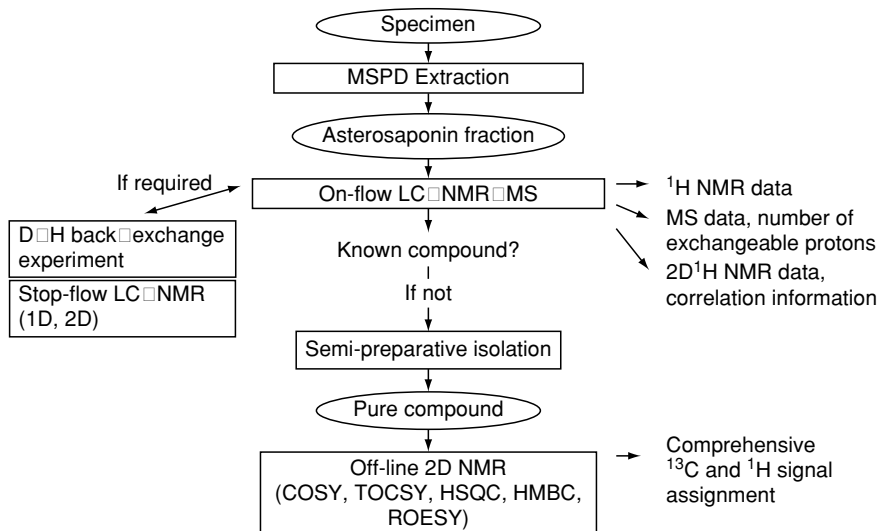 Specimen
MSPD Extraction
Asterosaponin fraction
If required
On-flow LC□NMR□MS
¹H NMR data
MS data, number of
exchangeable protons
2D¹H NMR data,
correlation information
D□H back□exchange
experiment
Stop-flow LC□NMR
(1D, 2D)
Known compound?
If not
Semi-preparative isolation
Pure compound
Off-line 2D NMR
(COSY, TOCSY, HSQC, HMBC,
ROESY)
Comprehensive
¹³C and ¹H signal
assignment